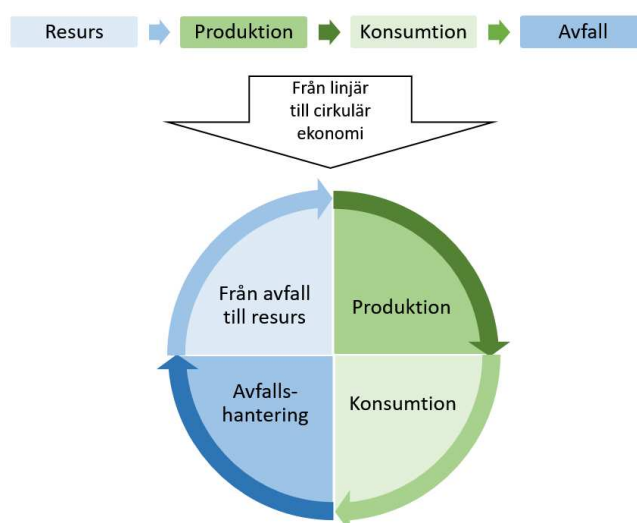 Resurs
Produktion
Konsumtion
Avfall
Från linjär
till cirkulär
ekonomi
Från avfall
till resurs
Produktion
Avfalls-
hantering
Konsumtion